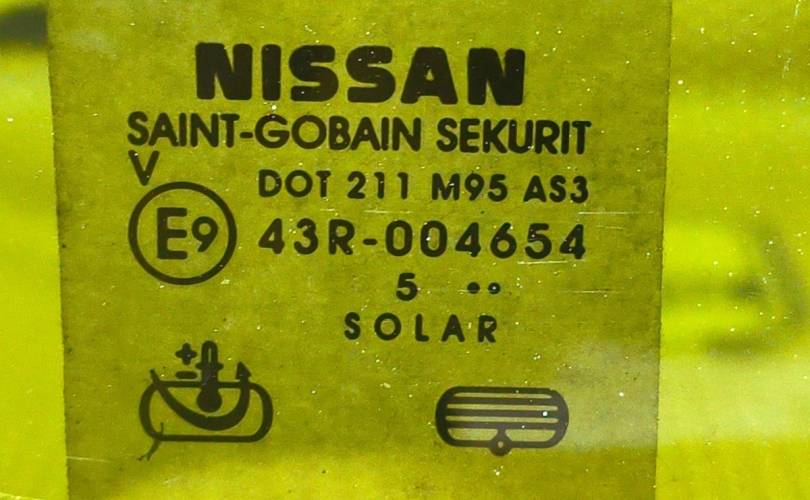 NISSAN
SAINT-GOBAIN SEKURIT
V
DOT 211 M95 AS3
E9 43R-004654
5 ••
SOLAR
+
-